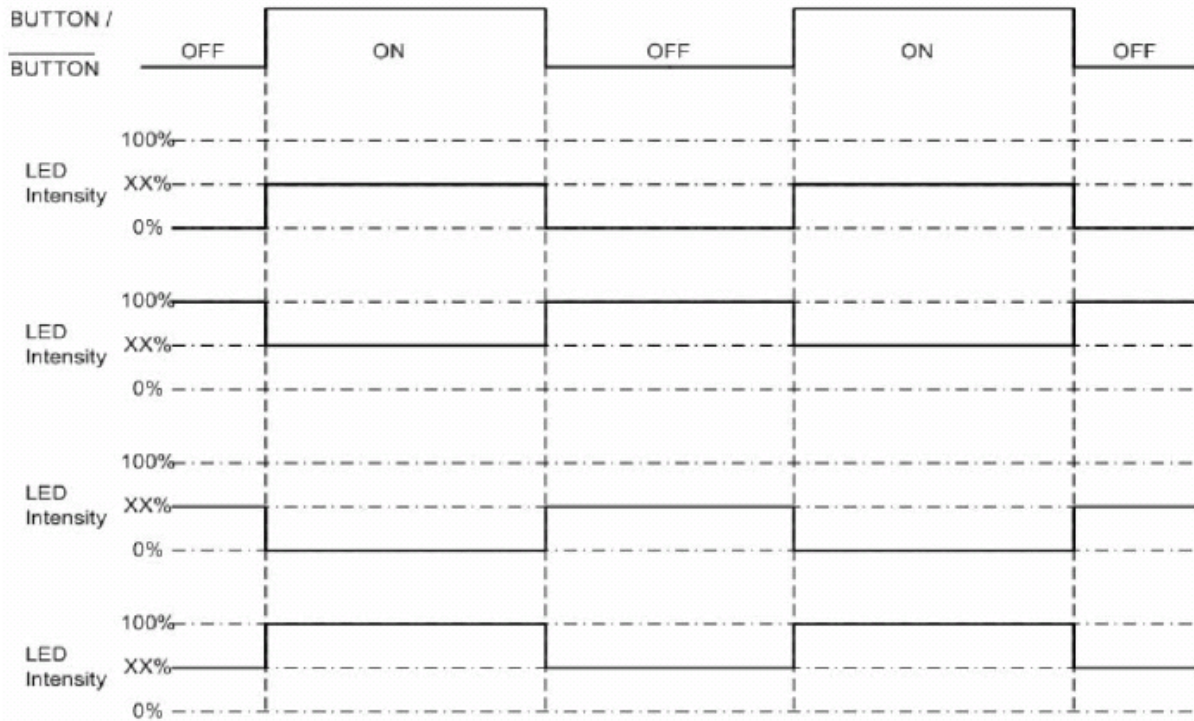 BUTTON /
BUTTON
OFF ON OFF ON OFF
100%
LED
Intensity
XX%
0%
100%
LED
Intensity
XX%
0%
100%
LED
Intensity
XX%
0%
100%
LED
Intensity
XX%
0%